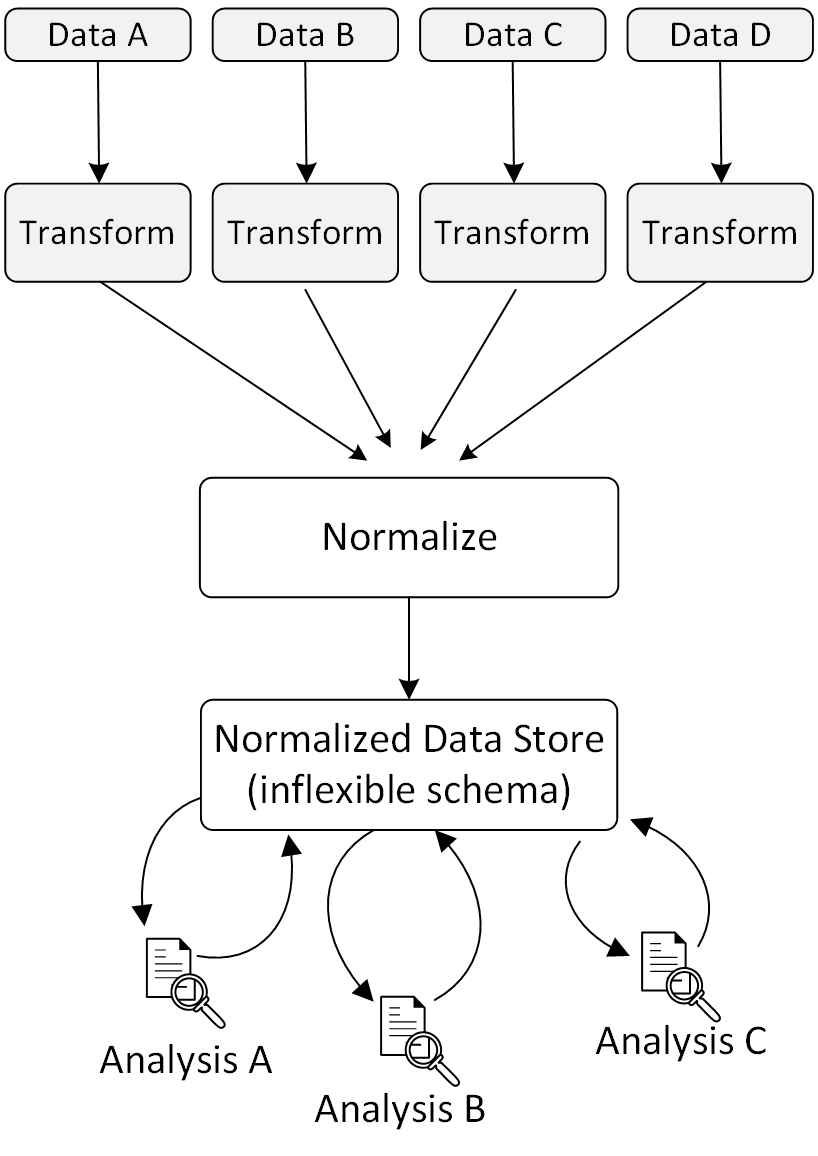 Data A
Data B
Data C
Data D
Transform
Transform
Transform
Transform
Normalize
Normalized Data Store
(inflexible schema)
Analysis A
Analysis B
Analysis C